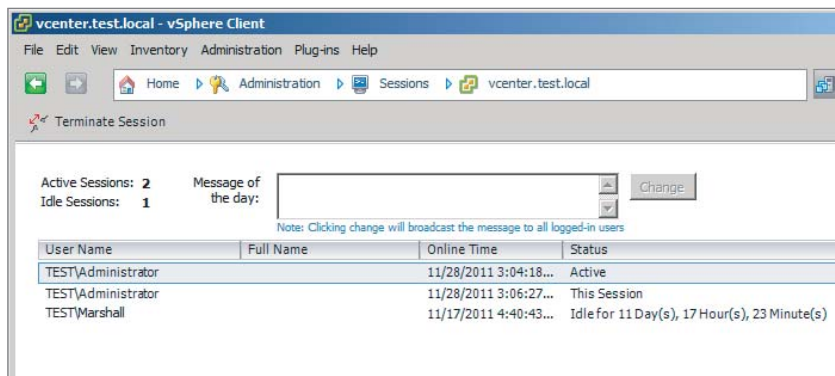 vcenter.test.local - vSphere Client
File Edit View Inventory Administration Plug-ins Help
Home Administration Sessions vcenter.test.local
Terminate Session
Active Sessions: 2 Message of the day: Change
Idle Sessions: 1
Note: Clicking change will broadcast the message to all logged-in users
User Name Full Name Online Time Status
TEST\Administrator 11/28/2011 3:04:18... Active
TEST\Administrator 11/28/2011 3:06:27... This Session
TEST\Marshall 11/17/2011 4:40:43... Idle for 11 Day(s), 17 Hour(s), 23 Minute(s)